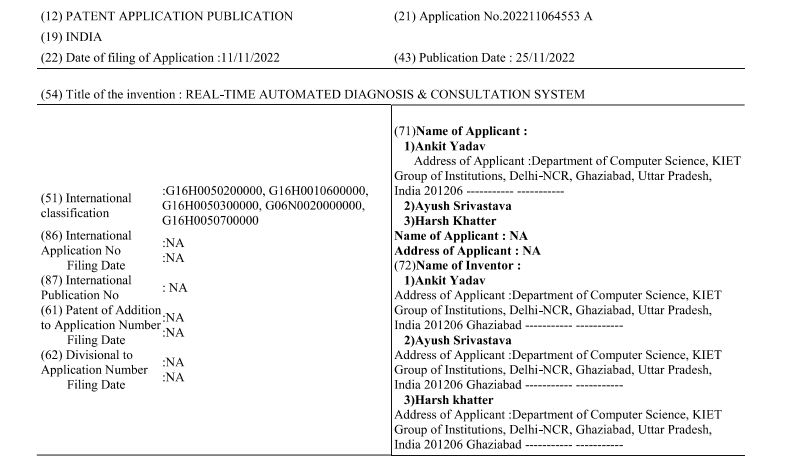 (12) PATENT APPLICATION PUBLICATION
(21) Application No.202211064553 A
(19) INDIA
(22) Date of filing of Application :11/11/2022
(43) Publication Date : 25/11/2022
(54) Title of the invention : REAL-TIME AUTOMATED DIAGNOSIS & CONSULTATION SYSTEM
(51) International
classification
:G16H0050200000, G16H0010600000,
G16H0050300000, G06N0020000000,
G16H0050700000
(86) International
Application No
Filing Date
:NA
:NA
(87) International
Publication No
: NA
(61) Patent of Addition
to Application Number
Filing Date
:NA
:NA
(62) Divisional to
Application Number
Filing Date
:NA
:NA
(71)Name of Applicant :
1)Ankit Yadav
Address of Applicant :Department of Computer Science, KIET
Group of Institutions, Delhi-NCR, Ghaziabad, Uttar Pradesh,
India 201206 ----------- -----------
2)Ayush Srivastava
3)Harsh Khatter
Name of Applicant : NA
Address of Applicant : NA
(72)Name of Inventor :
1)Ankit Yadav
Address of Applicant :Department of Computer Science, KIET
Group of Institutions, Delhi-NCR, Ghaziabad, Uttar Pradesh,
India 201206 Ghaziabad ----------- -----------
2)Ayush Srivastava
Address of Applicant :Department of Computer Science, KIET
Group of Institutions, Delhi-NCR, Ghaziabad, Uttar Pradesh,
India 201206 Ghaziabad ----------- -----------
3)Harsh khatter
Address of Applicant :Department of Computer Science, KIET
Group of Institutions, Delhi-NCR, Ghaziabad, Uttar Pradesh,
India 201206 Ghaziabad ----------- -----------